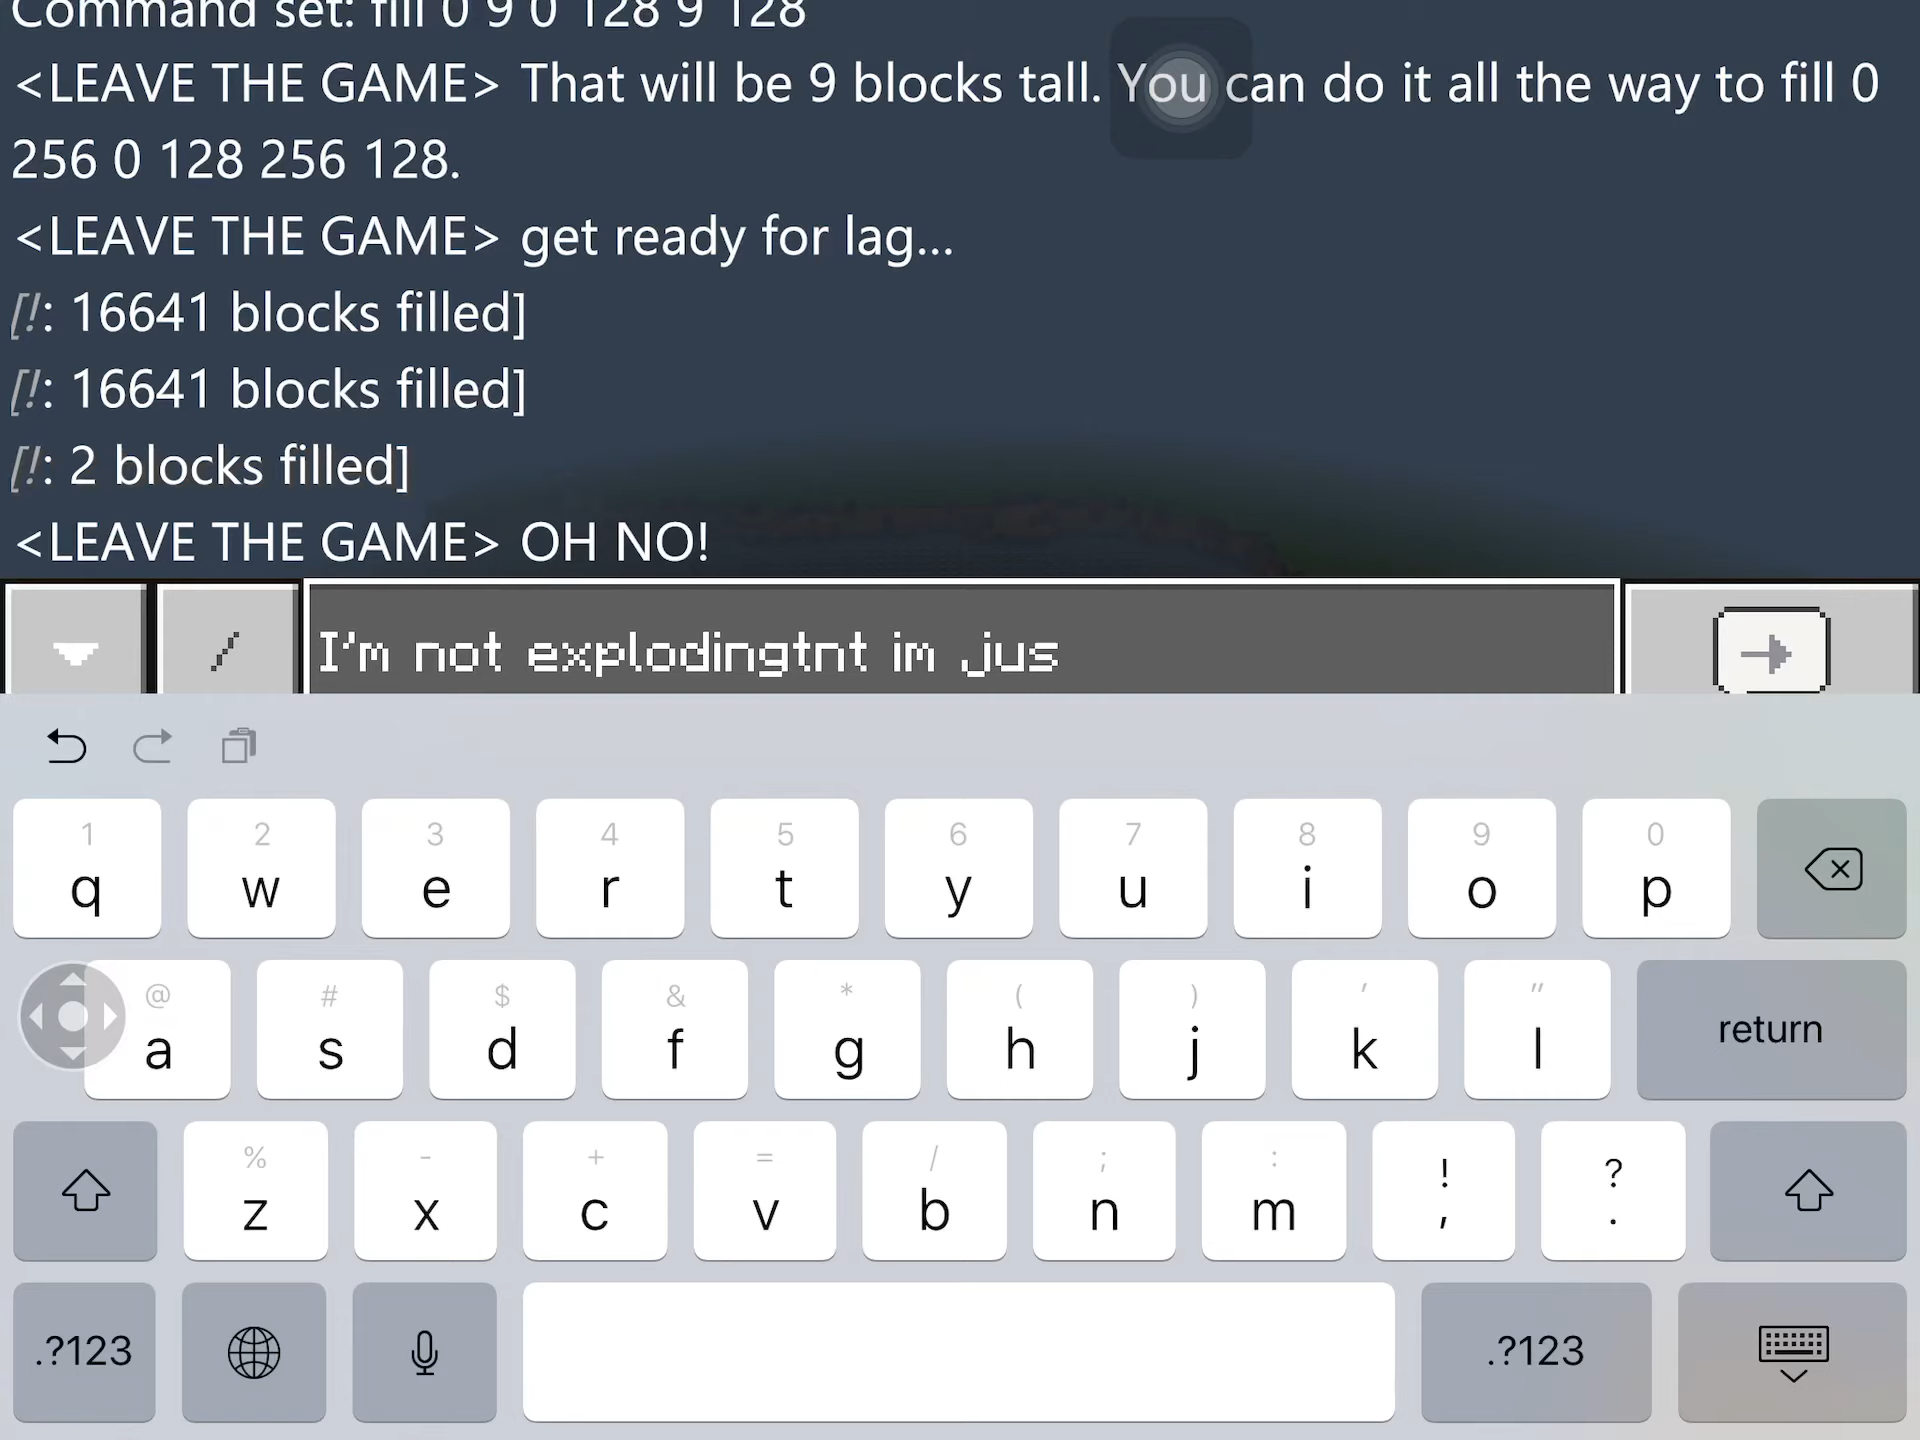 Command set: fill 0 9 0 128 9 128
<LEAVE THE GAME> That will be 9 blocks tall. You can do it all the way to fill 0
256 0 128 256 128.
<LEAVE THE GAME> get ready for lag...
[!: 16641 blocks filled]
[!: 16641 blocks filled]
[!: 2 blocks filled]
<LEAVE THE GAME> OH NO!
/ I'm not explodingtnt im jus
1 2 3 4 5 6 7 8 9 0
q w e r t y u i o p
@ # $ & * ( ) ' "
a s d f g h j k l return
% - + = / ; : ! ?
z x c v b n m , .
.?123 .?123